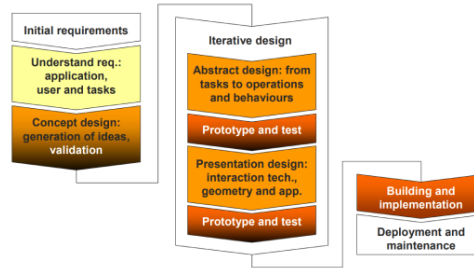 Initial requirements
Understand req.:
application,
user and tasks
Concept design:
generation of ideas,
validation
Iterative design
Abstract design: from
tasks to operations
and behaviours
Prototype and test
Presentation design:
interaction tech.,
geometry and app.
Prototype and test
Building and
implementation
Deployment and
maintenance